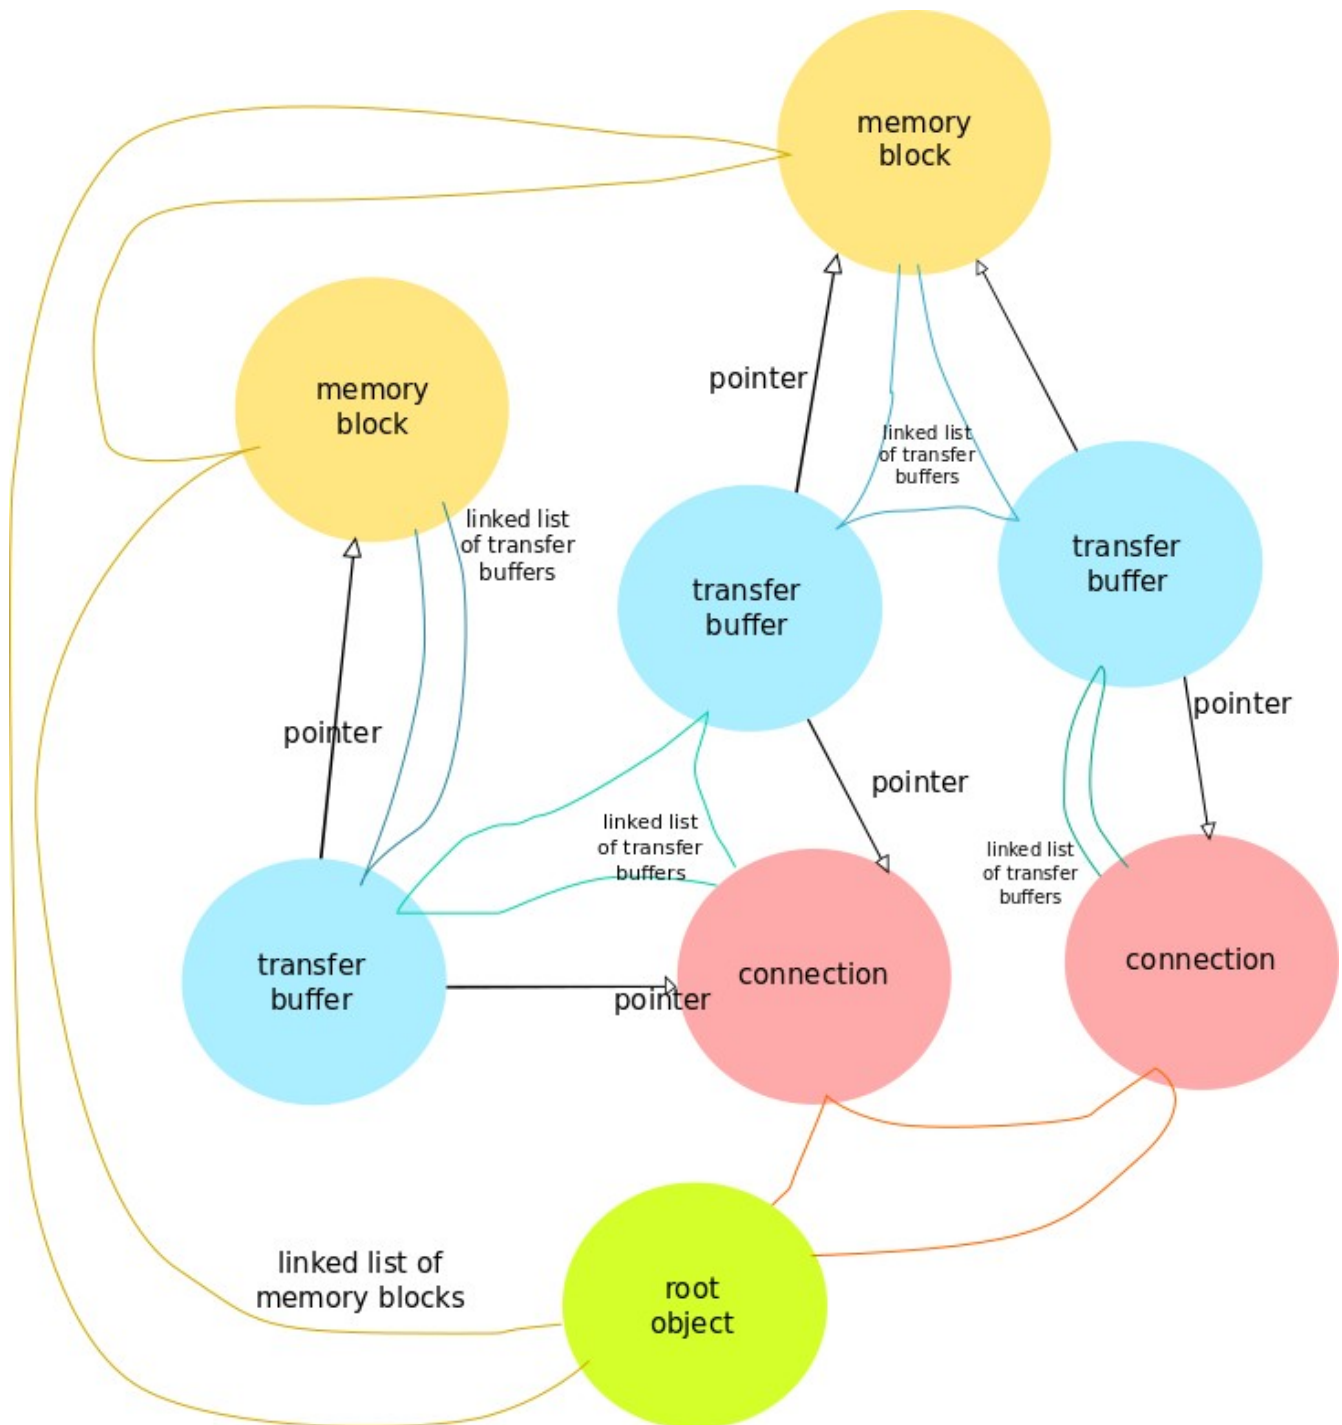 memory
block
memory
block
pointer
linked list
of transfer
buffers
linked list
of transfer
buffers
transfer
buffer
transfer
buffer
pointer
pointer
pointer
linked list
of transfer
buffers
linked list
of transfer
buffers
transfer
buffer
pointer
connection
connection
linked list of
memory blocks
root
object